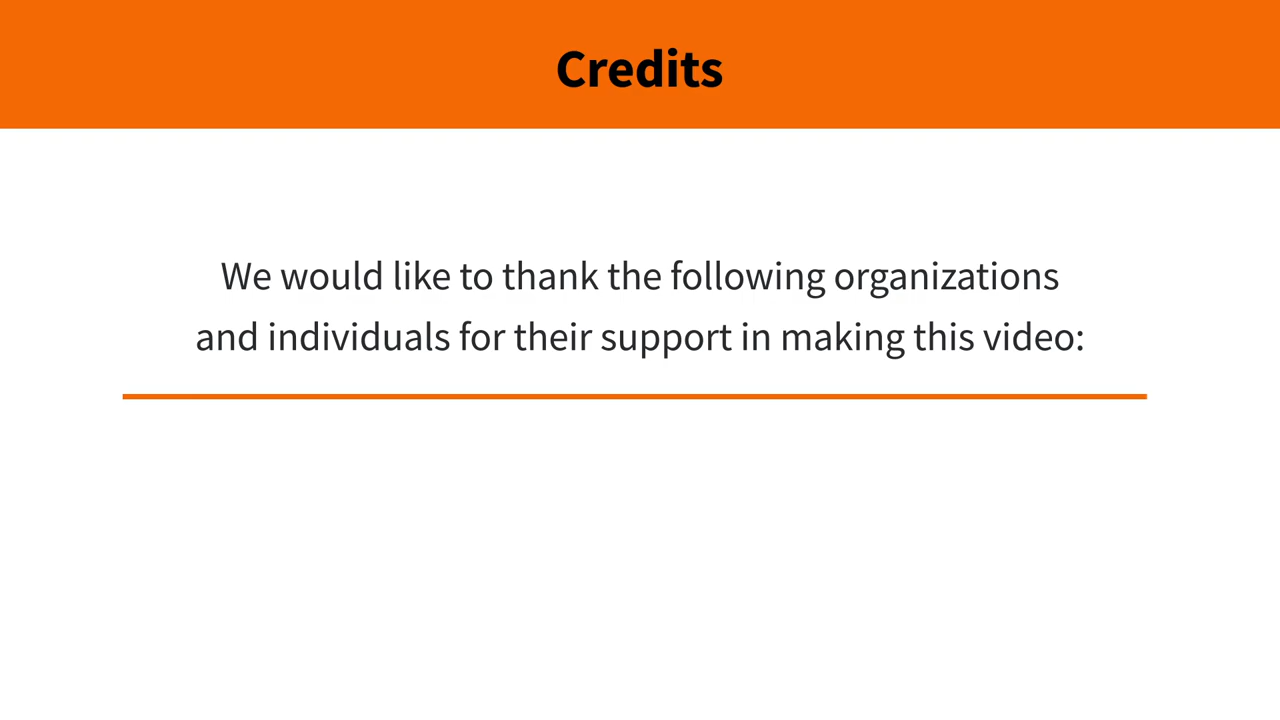 Credits
We would like to thank the following organizations
and individuals for their support in making this video: